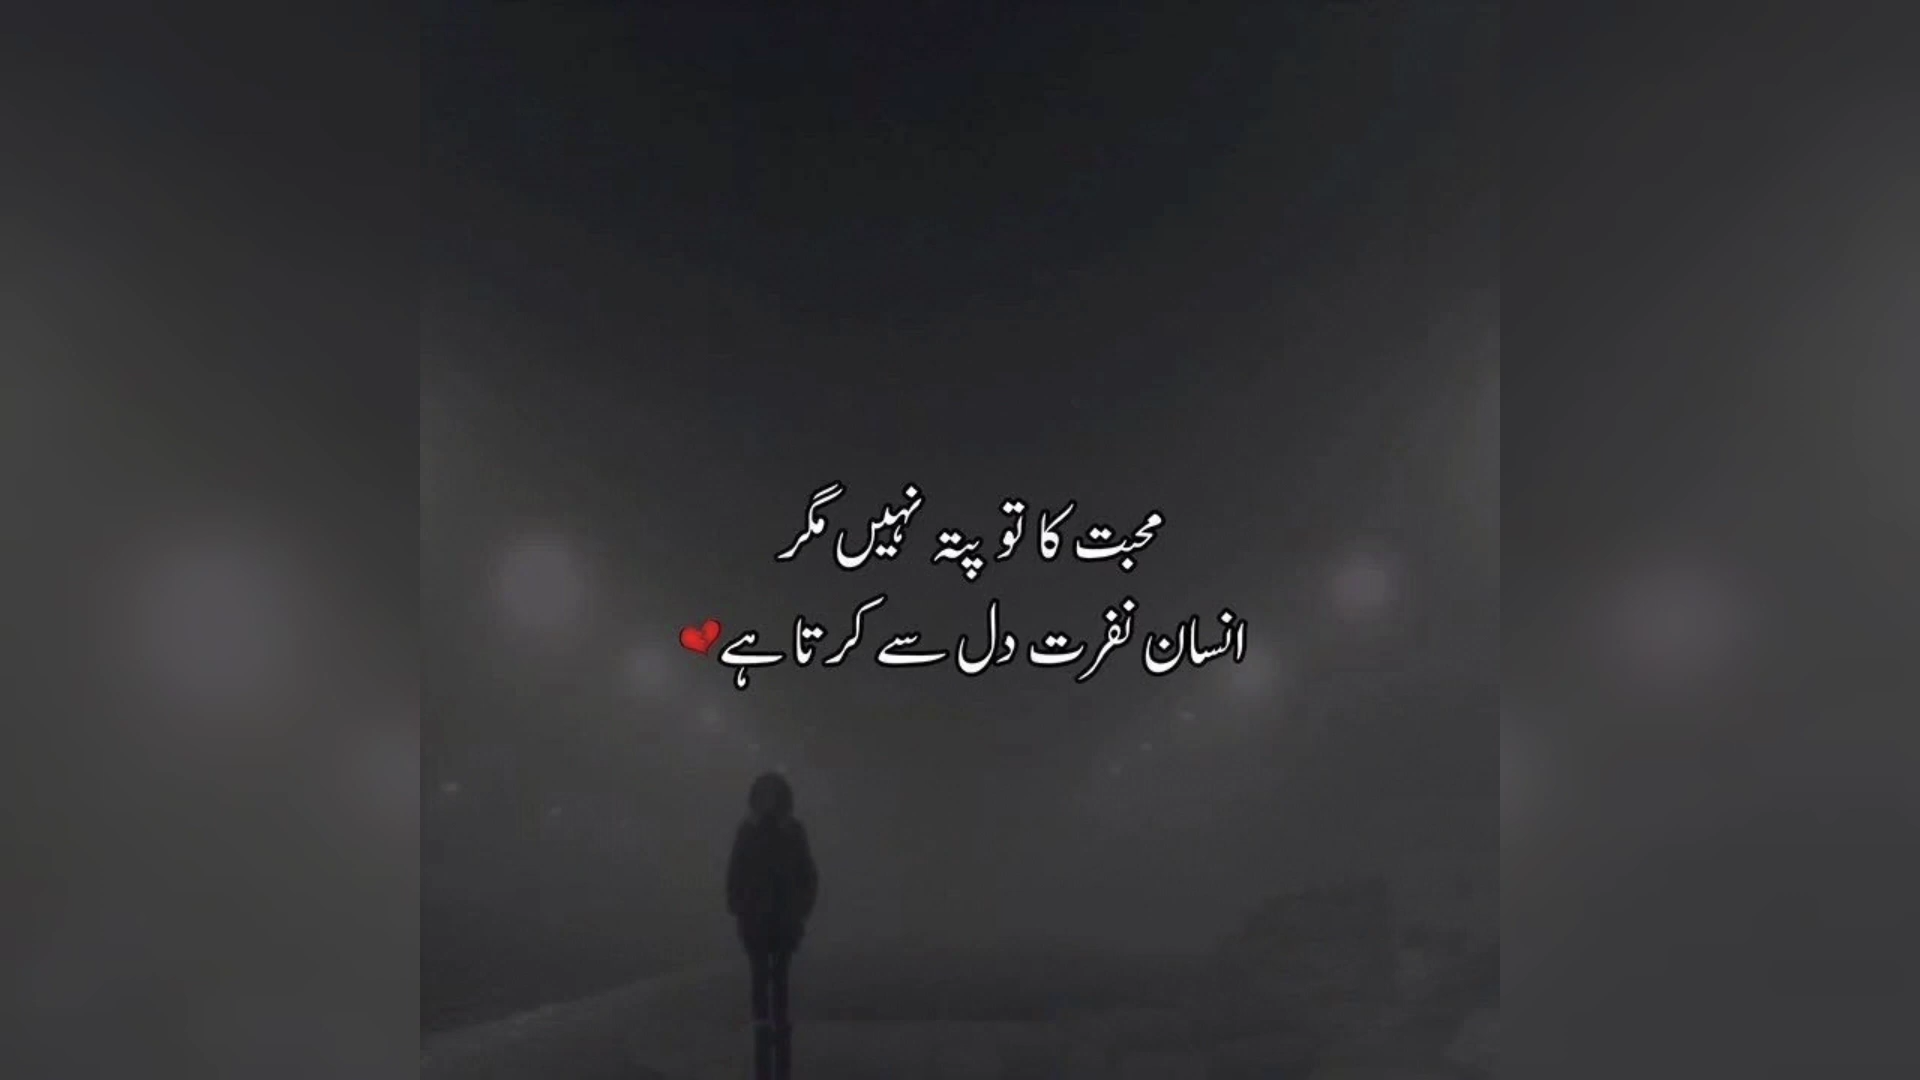 محبت کا تو پتہ نہیں مگر
انسان نفرت دل سے کرتا ہے💔